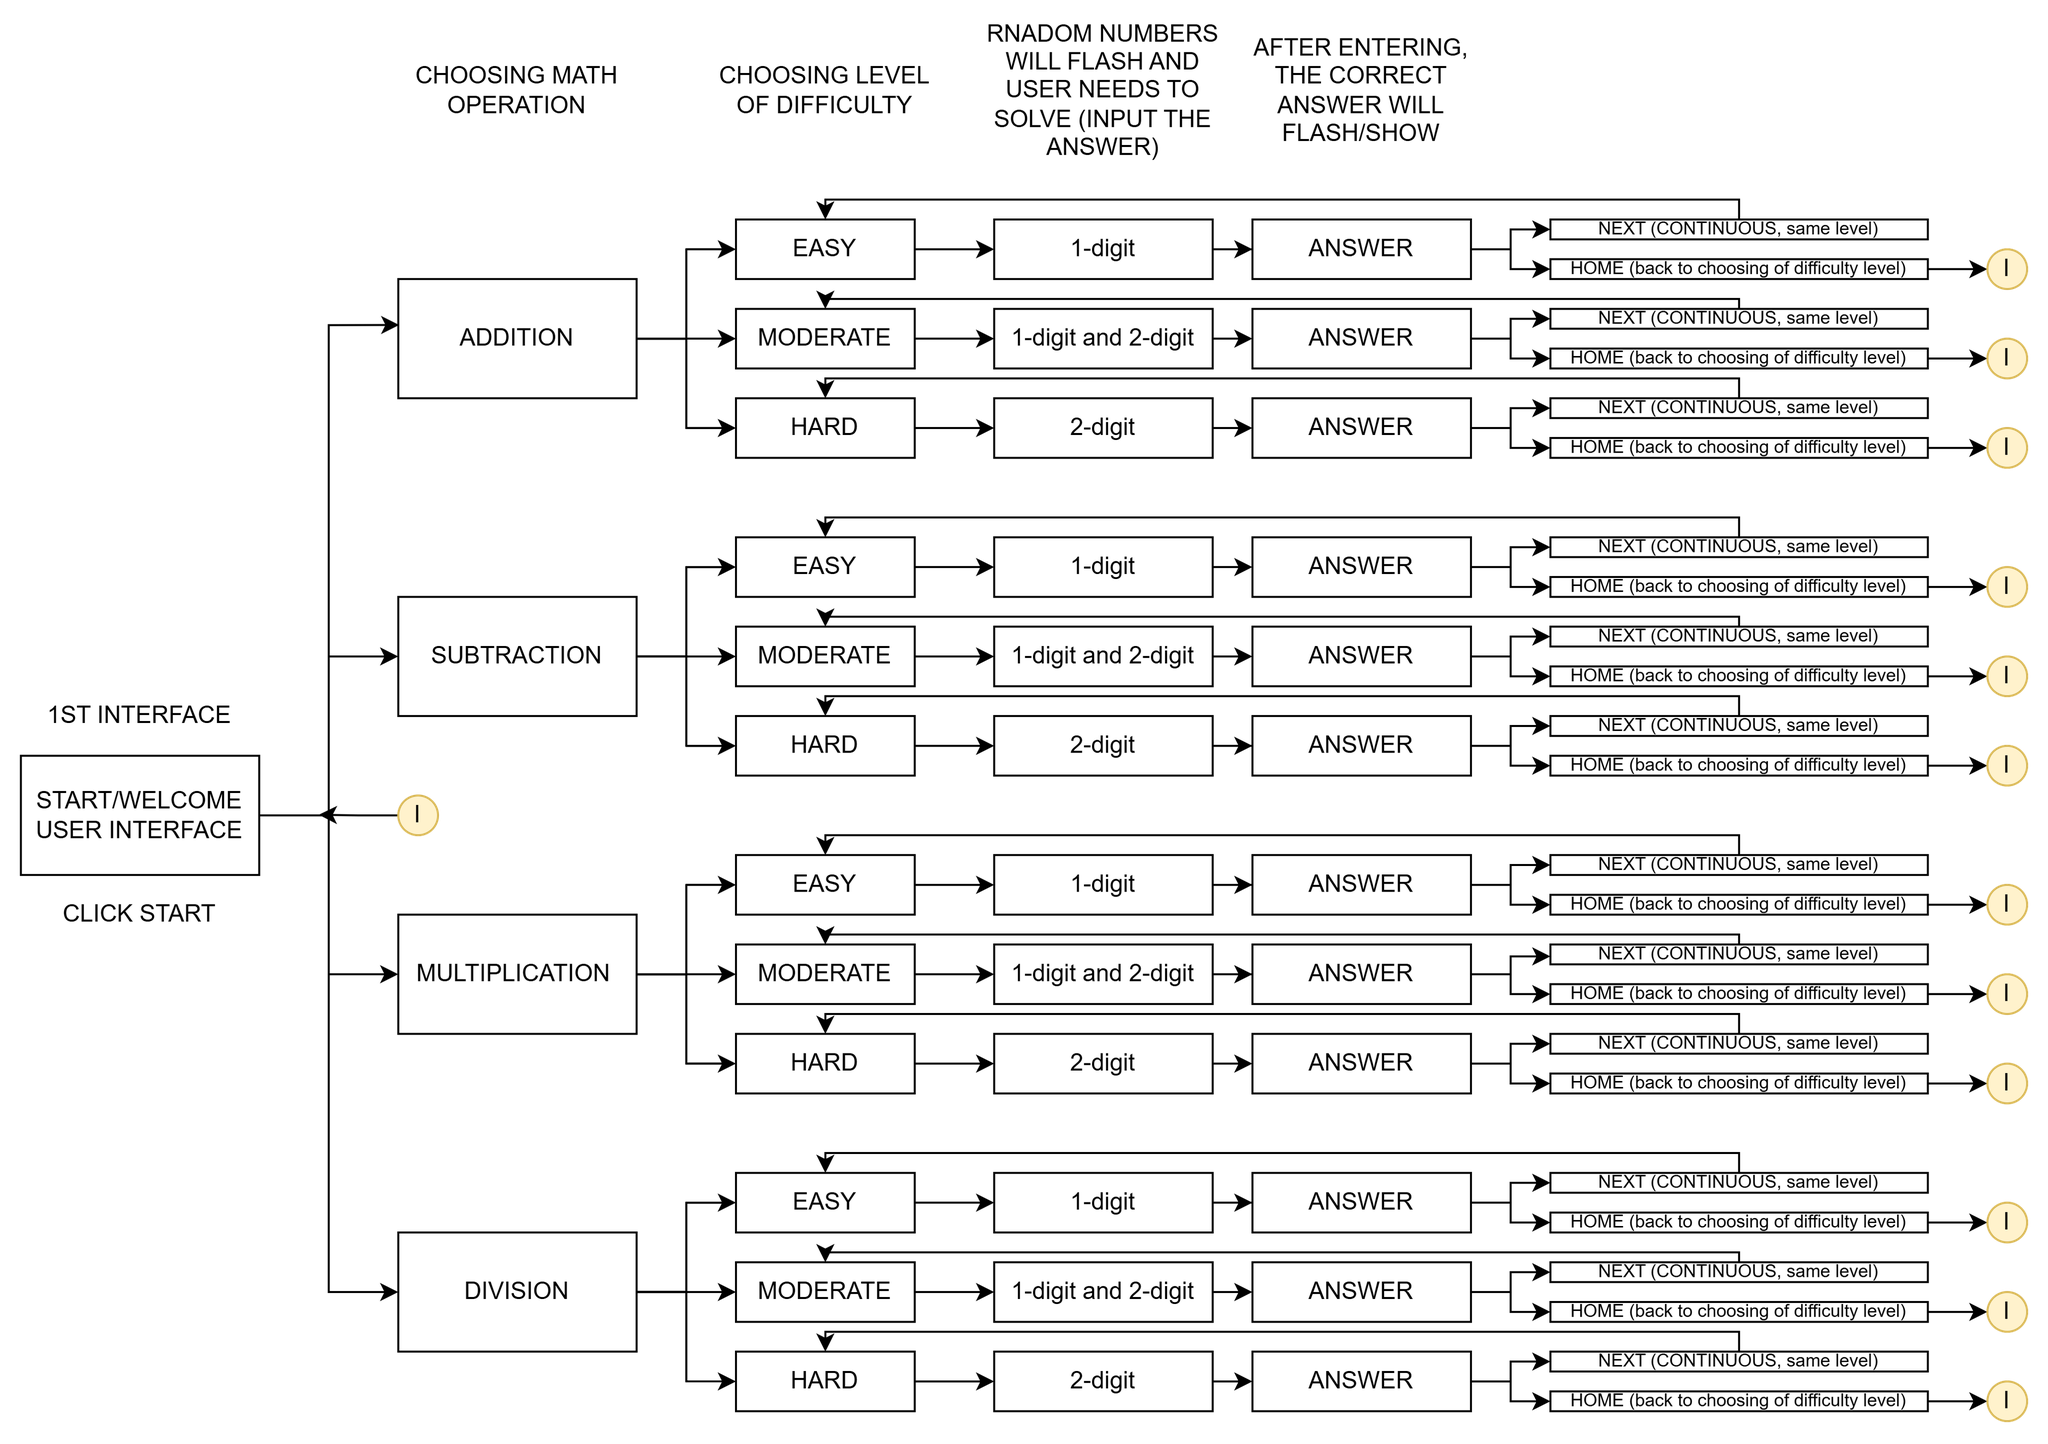 CHOOSING MATH
OPERATION
CHOOSING LEVEL
OF DIFFICULTY
RNADOM NUMBERS
WILL FLASH AND
USER NEEDS TO
SOLVE (INPUT THE
ANSWER)
AFTER ENTERING,
THE CORRECT
ANSWER WILL
FLASH/SHOW
1ST INTERFACE
START/WELCOME
USER INTERFACE
CLICK START
I
ADDITION
EASY
1-digit
ANSWER
NEXT (CONTINUOUS, same level)
HOME (back to choosing of difficulty level)
I
MODERATE
1-digit and 2-digit
ANSWER
NEXT (CONTINUOUS, same level)
HOME (back to choosing of difficulty level)
I
HARD
2-digit
ANSWER
NEXT (CONTINUOUS, same level)
HOME (back to choosing of difficulty level)
I
SUBTRACTION
EASY
1-digit
ANSWER
NEXT (CONTINUOUS, same level)
HOME (back to choosing of difficulty level)
I
MODERATE
1-digit and 2-digit
ANSWER
NEXT (CONTINUOUS, same level)
HOME (back to choosing of difficulty level)
I
HARD
2-digit
ANSWER
NEXT (CONTINUOUS, same level)
HOME (back to choosing of difficulty level)
I
MULTIPLICATION
EASY
1-digit
ANSWER
NEXT (CONTINUOUS, same level)
HOME (back to choosing of difficulty level)
I
MODERATE
1-digit and 2-digit
ANSWER
NEXT (CONTINUOUS, same level)
HOME (back to choosing of difficulty level)
I
HARD
2-digit
ANSWER
NEXT (CONTINUOUS, same level)
HOME (back to choosing of difficulty level)
I
DIVISION
EASY
1-digit
ANSWER
NEXT (CONTINUOUS, same level)
HOME (back to choosing of difficulty level)
I
MODERATE
1-digit and 2-digit
ANSWER
NEXT (CONTINUOUS, same level)
HOME (back to choosing of difficulty level)
I
HARD
2-digit
ANSWER
NEXT (CONTINUOUS, same level)
HOME (back to choosing of difficulty level)
I